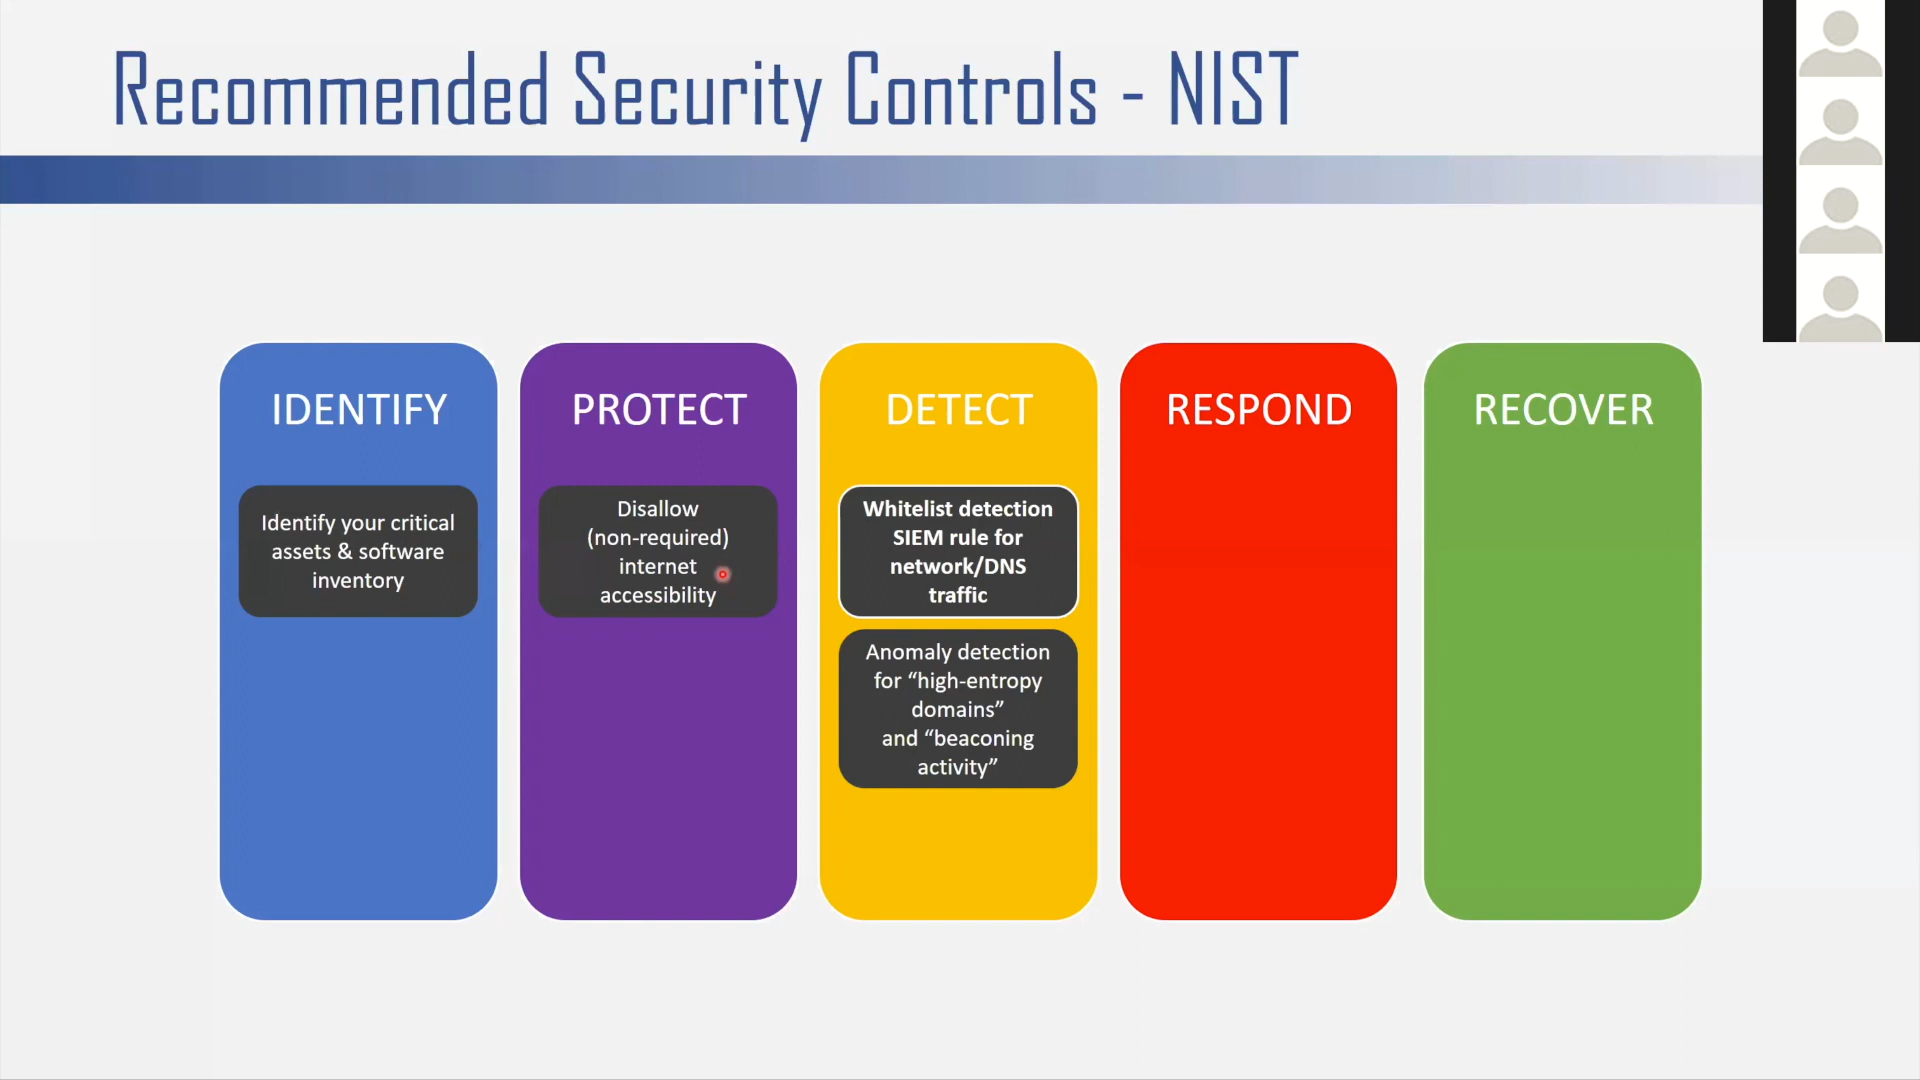 Recommended Security Controls - NIST
IDENTIFY
Identify your critical
assets & software
inventory
PROTECT
Disallow
(non-required)
internet
accessibility
DETECT
Whitelist detection
SIEM rule for
network/DNS
traffic
Anomaly detection
for “high-entropy
domains”
and “beaconing
activity”
RESPOND
RECOVER